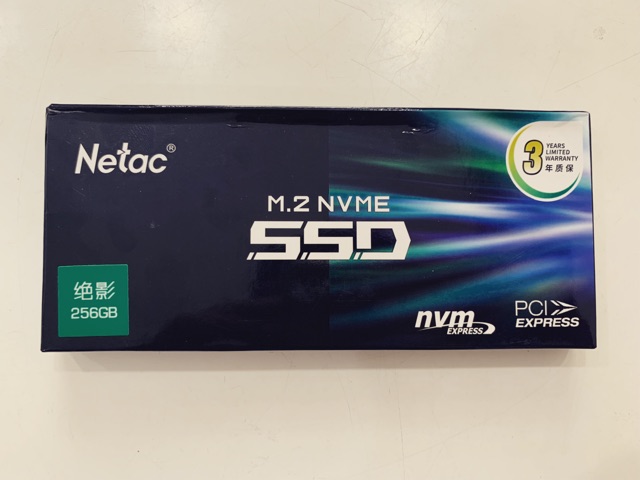 Netac®
3 YEARS
LIMITED
WARRANTY
年质保
M.2 NVME
SSD
绝影
256GB
nvm
EXPRESS
PCI
EXPRESS